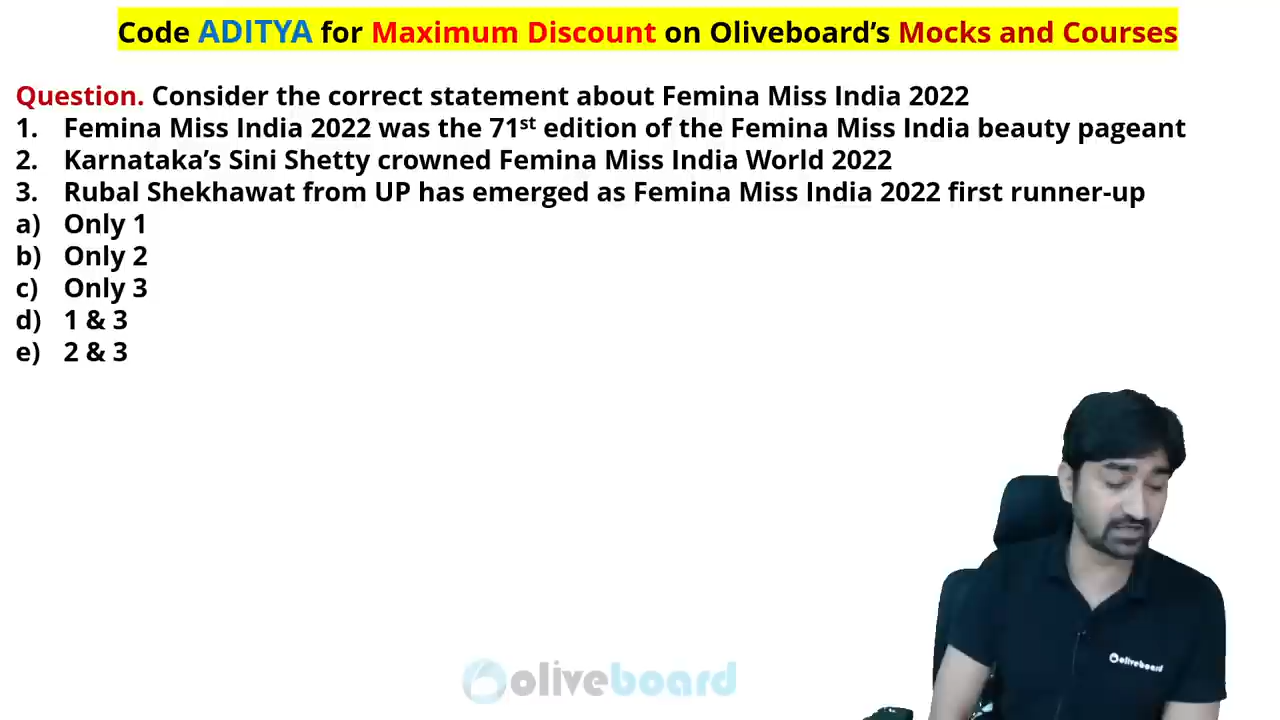 Code ADITYA for Maximum Discount on Oliveboard's Mocks and Courses
Question. Consider the correct statement about Femina Miss India 2022
1. Femina Miss India 2022 was the 71st edition of the Femina Miss India beauty pageant
2. Karnataka's Sini Shetty crowned Femina Miss India World 2022
3. Rubal Shekhawat from UP has emerged as Femina Miss India 2022 first runner-up
a) Only 1
b) Only 2
c) Only 3
d) 1 & 3
e) 2 & 3
oliveboard
oliveboard